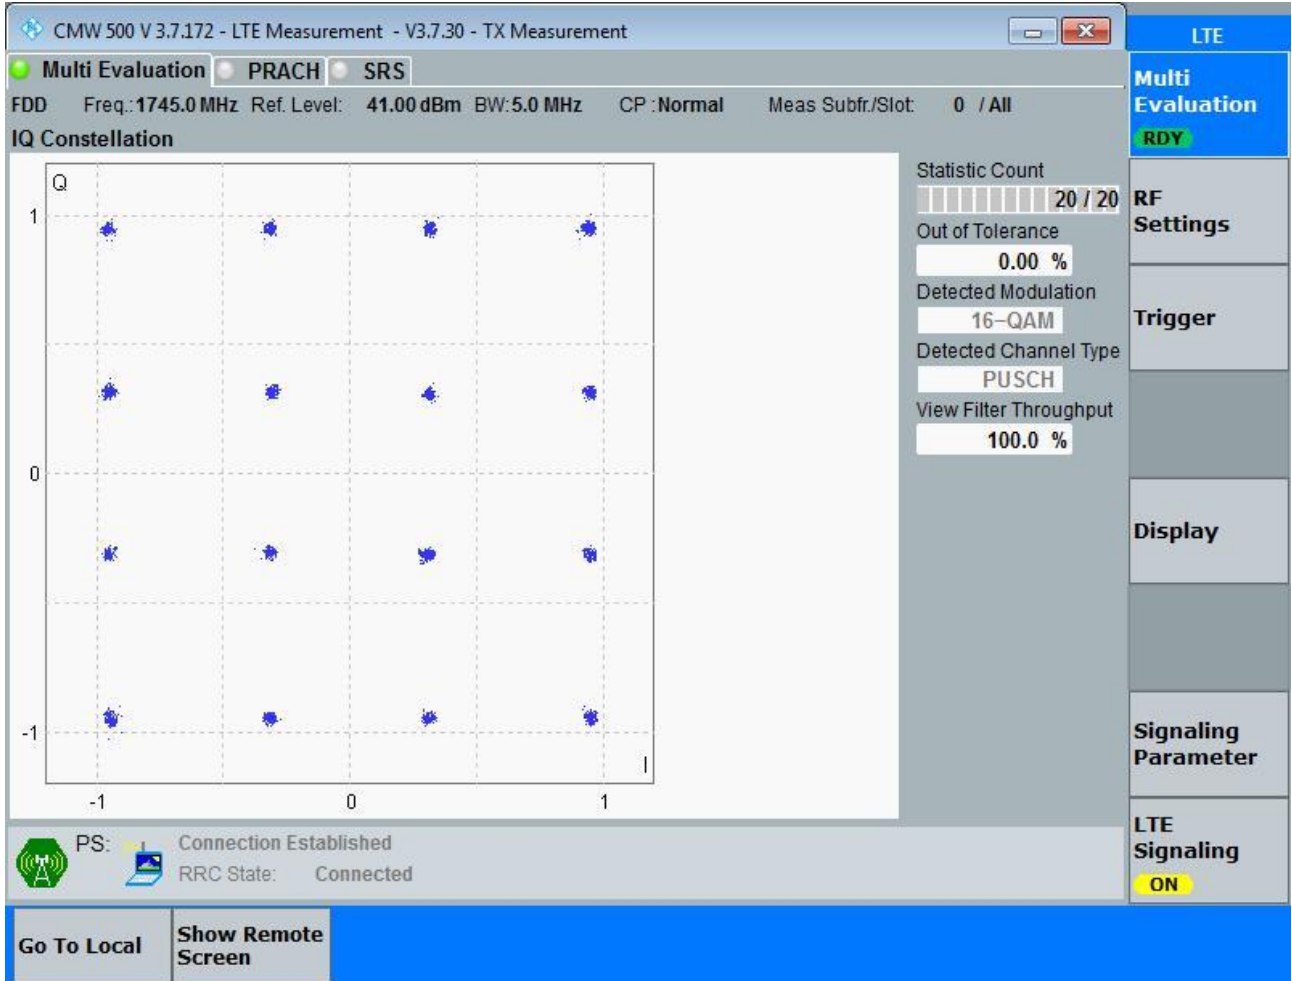 CMW 500 V 3.7.172 - LTE Measurement - V3.7.30 - TX Measurement
LTE
Multi Evaluation PRACH SRS
FDD Freq.:1745.0 MHz Ref. Level: 41.00 dBm BW:5.0 MHz CP :Normal Meas Subfr./Slot: 0 / All
IQ Constellation
Q
1
0
-1
-1 0 1
I
Statistic Count
20 / 20
Out of Tolerance
0.00 %
Detected Modulation
16-QAM
Detected Channel Type
PUSCH
View Filter Throughput
100.0 %
Multi
Evaluation
RDY
RF
Settings
Trigger
Display
Signaling
Parameter
LTE
Signaling
ON
PS: Connection Established
RRC State: Connected
Go To Local
Show Remote
Screen